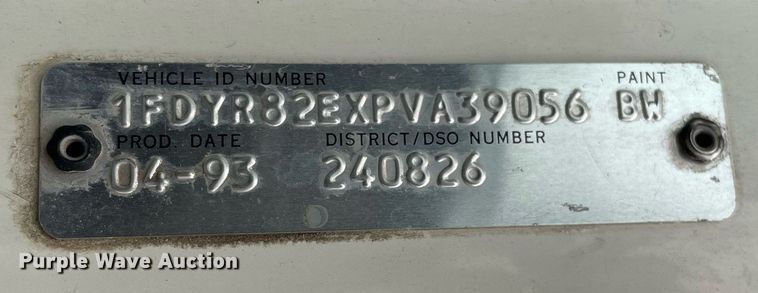 VEHICLE ID NUMBER PAINT
1FDYR82EXPVA39056 BW
PROD. DATE DISTRICT/DSO NUMBER
04-93 240826
Purple Wave Auction